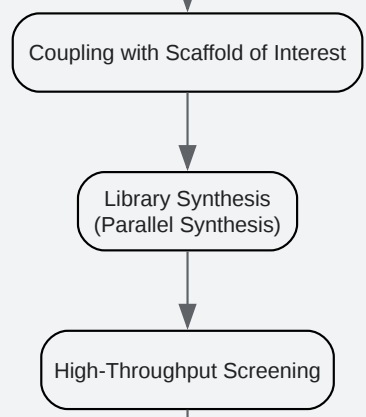 Coupling with Scaffold of Interest
Library Synthesis
(Parallel Synthesis)
High-Throughput Screening